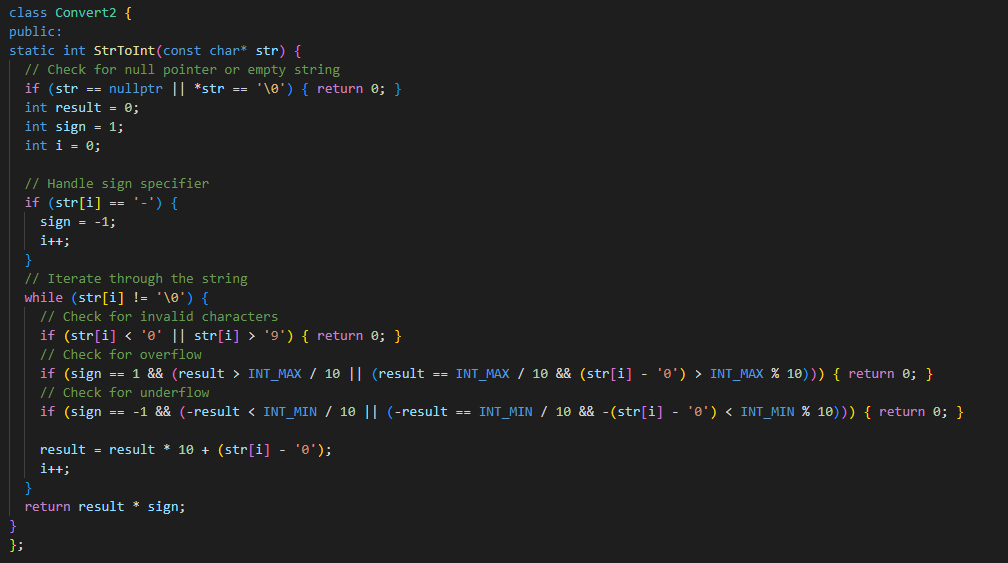 class Convert2 {
public:
static int StrToInt(const char* str) {
// Check for null pointer or empty string
if (str == nullptr || *str == '\0') { return 0; }
int result = 0;
int sign = 1;
int i = 0;
// Handle sign specifier
if (str[i] == '-') {
sign = -1;
i++;
}
// Iterate through the string
while (str[i] != '\0') {
// Check for invalid characters
if (str[i] < '0' || str[i] > '9') { return 0; }
// Check for overflow
if (sign == 1 && (result > INT_MAX / 10 || (result == INT_MAX / 10 && (str[i] - '0') > INT_MAX % 10))) { return 0; }
// Check for underflow
if (sign == -1 && (-result < INT_MIN / 10 || (-result == INT_MIN / 10 && -(str[i] - '0') < INT_MIN % 10))) { return 0; }
result = result * 10 + (str[i] - '0');
i++;
}
return result * sign;
}
};